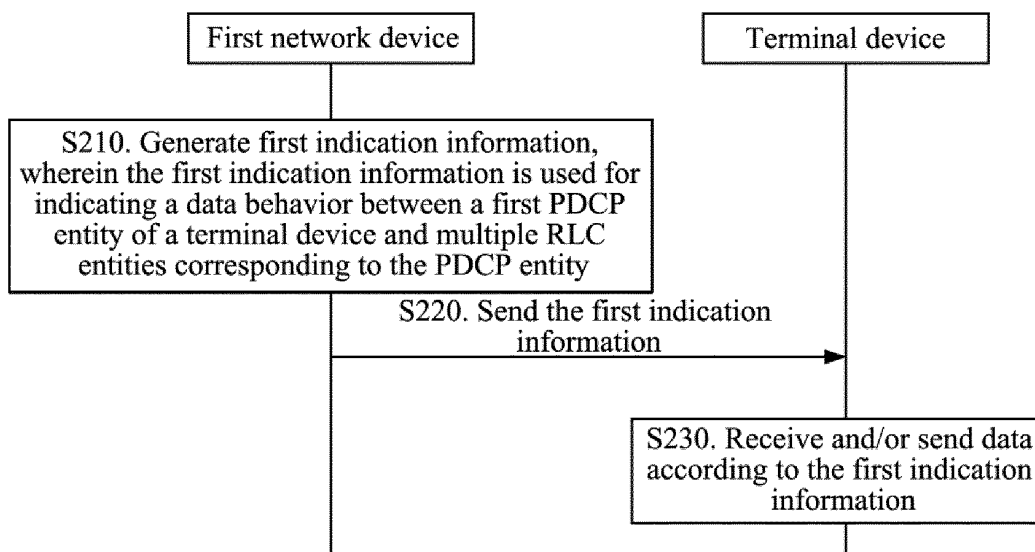 First network device
Terminal device
S210. Generate first indication information,
wherein the first indication information is used for
indicating a data behavior between a first PDCP
entity of a terminal device and multiple RLC
entities corresponding to the PDCP entity
S220. Send the first indication
information
S230. Receive and/or send data
according to the first indication
information